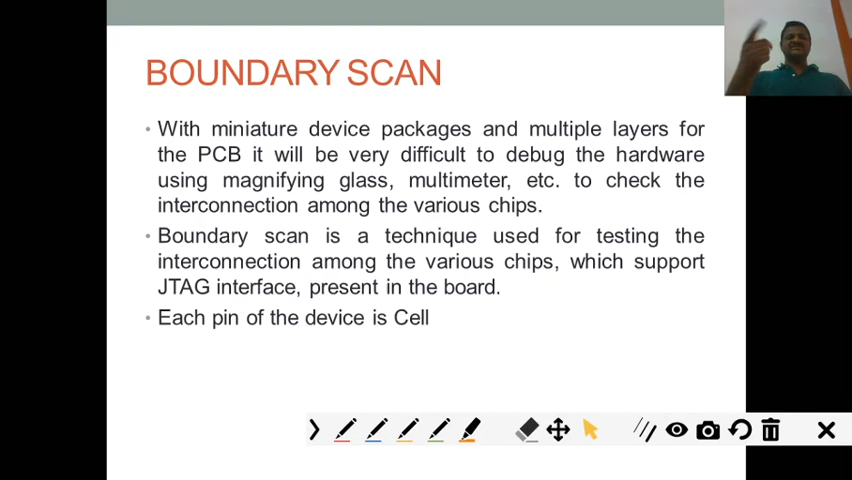 BOUNDARY SCAN
• With miniature device packages and multiple layers for
the PCB it will be very difficult to debug the hardware
using magnifying glass, multimeter, etc. to check the
interconnection among the various chips.
• Boundary scan is a technique used for testing the
interconnection among the various chips, which support
JTAG interface, present in the board.
• Each pin of the device is Cell